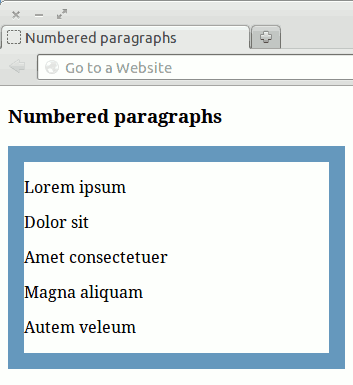 Numbered paragraphs
Go to a Website
Numbered paragraphs
Lorem ipsum
Dolor sit
Amet consectetuer
Magna aliquam
Autem veleum